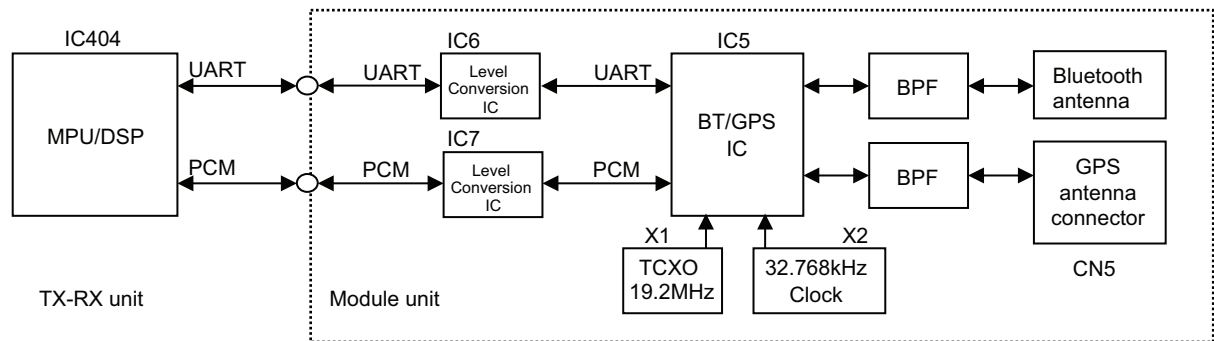 IC404
MPU/DSP
UART
PCM
TX-RX unit
UART
PCM
IC6
Level
Conversion
IC
IC7
Level
Conversion
IC
UART
PCM
IC5
BT/GPS
IC
X1
TCXO
19.2MHz
X2
32.768kHz
Clock
BPF
BPF
Bluetooth
antenna
GPS
antenna
connector
CN5
Module unit